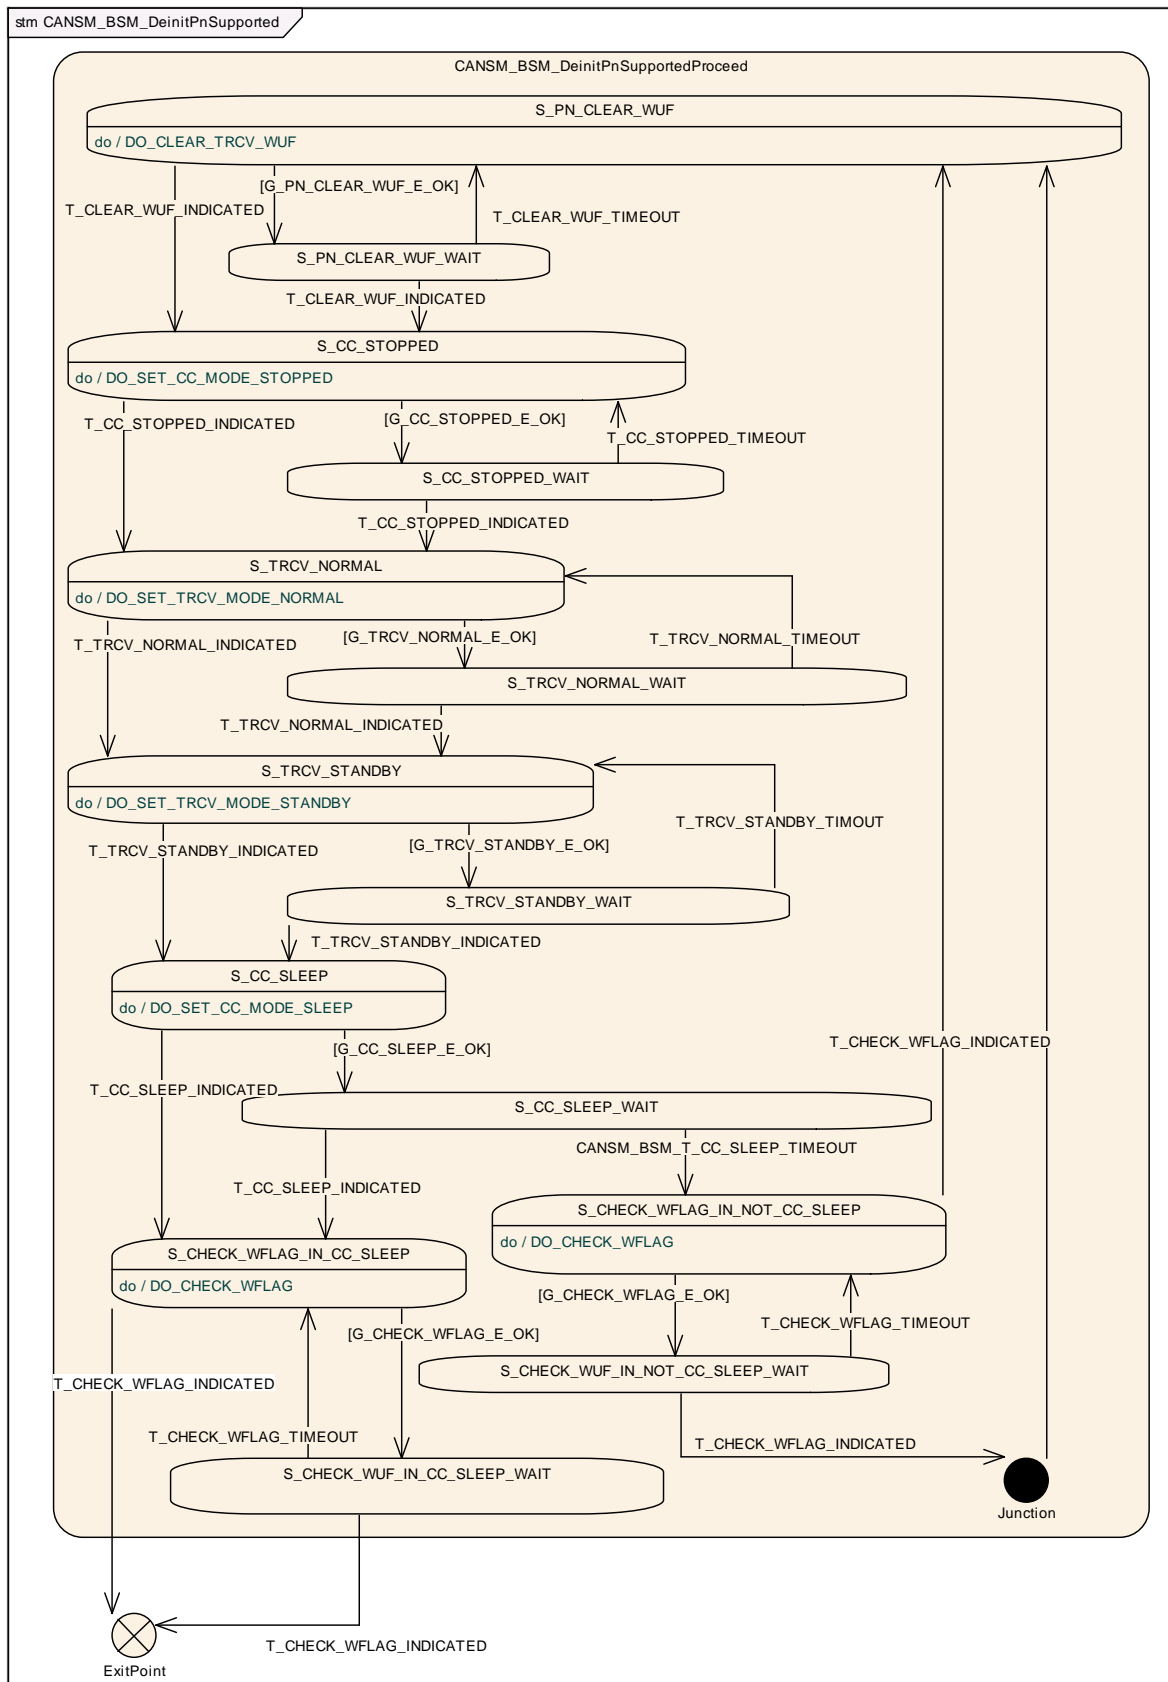 stm CANSM_BSM_DeinitPnSupported
CANSM_BSM_DeinitPnSupportedProceed
S_PN_CLEAR_WUF
do / DO_CLEAR_TRCV_WUF
[G_PN_CLEAR_WUF_E_OK]
T_CLEAR_WUF_INDICATED
T_CLEAR_WUF_TIMEOUT
S_PN_CLEAR_WUF_WAIT
T_CLEAR_WUF_INDICATED
S_CC_STOPPED
do / DO_SET_CC_MODE_STOPPED
T_CC_STOPPED_INDICATED
[G_CC_STOPPED_E_OK]
T_CC_STOPPED_TIMEOUT
S_CC_STOPPED_WAIT
T_CC_STOPPED_INDICATED
S_TRCV_NORMAL
do / DO_SET_TRCV_MODE_NORMAL
T_TRCV_NORMAL_INDICATED
[G_TRCV_NORMAL_E_OK]
T_TRCV_NORMAL_TIMEOUT
S_TRCV_NORMAL_WAIT
T_TRCV_NORMAL_INDICATED
S_TRCV_STANDBY
do / DO_SET_TRCV_MODE_STANDBY
T_TRCV_STANDBY_TIMOUT
T_TRCV_STANDBY_INDICATED
[G_TRCV_STANDBY_E_OK]
S_TRCV_STANDBY_WAIT
T_TRCV_STANDBY_INDICATED
S_CC_SLEEP
do / DO_SET_CC_MODE_SLEEP
[G_CC_SLEEP_E_OK]
T_CHECK_WFLAG_INDICATED
T_CC_SLEEP_INDICATED
S_CC_SLEEP_WAIT
CANSM_BSM_T_CC_SLEEP_TIMEOUT
T_CC_SLEEP_INDICATED
S_CHECK_WFLAG_IN_NOT_CC_SLEEP
do / DO_CHECK_WFLAG
S_CHECK_WFLAG_IN_CC_SLEEP
do / DO_CHECK_WFLAG
[G_CHECK_WFLAG_E_OK]
T_CHECK_WFLAG_TIMEOUT
[G_CHECK_WFLAG_E_OK]
S_CHECK_WUF_IN_NOT_CC_SLEEP_WAIT
T_CHECK_WFLAG_INDICATED
T_CHECK_WFLAG_TIMEOUT
T_CHECK_WFLAG_INDICATED
S_CHECK_WUF_IN_CC_SLEEP_WAIT
Junction
T_CHECK_WFLAG_INDICATED
ExitPoint